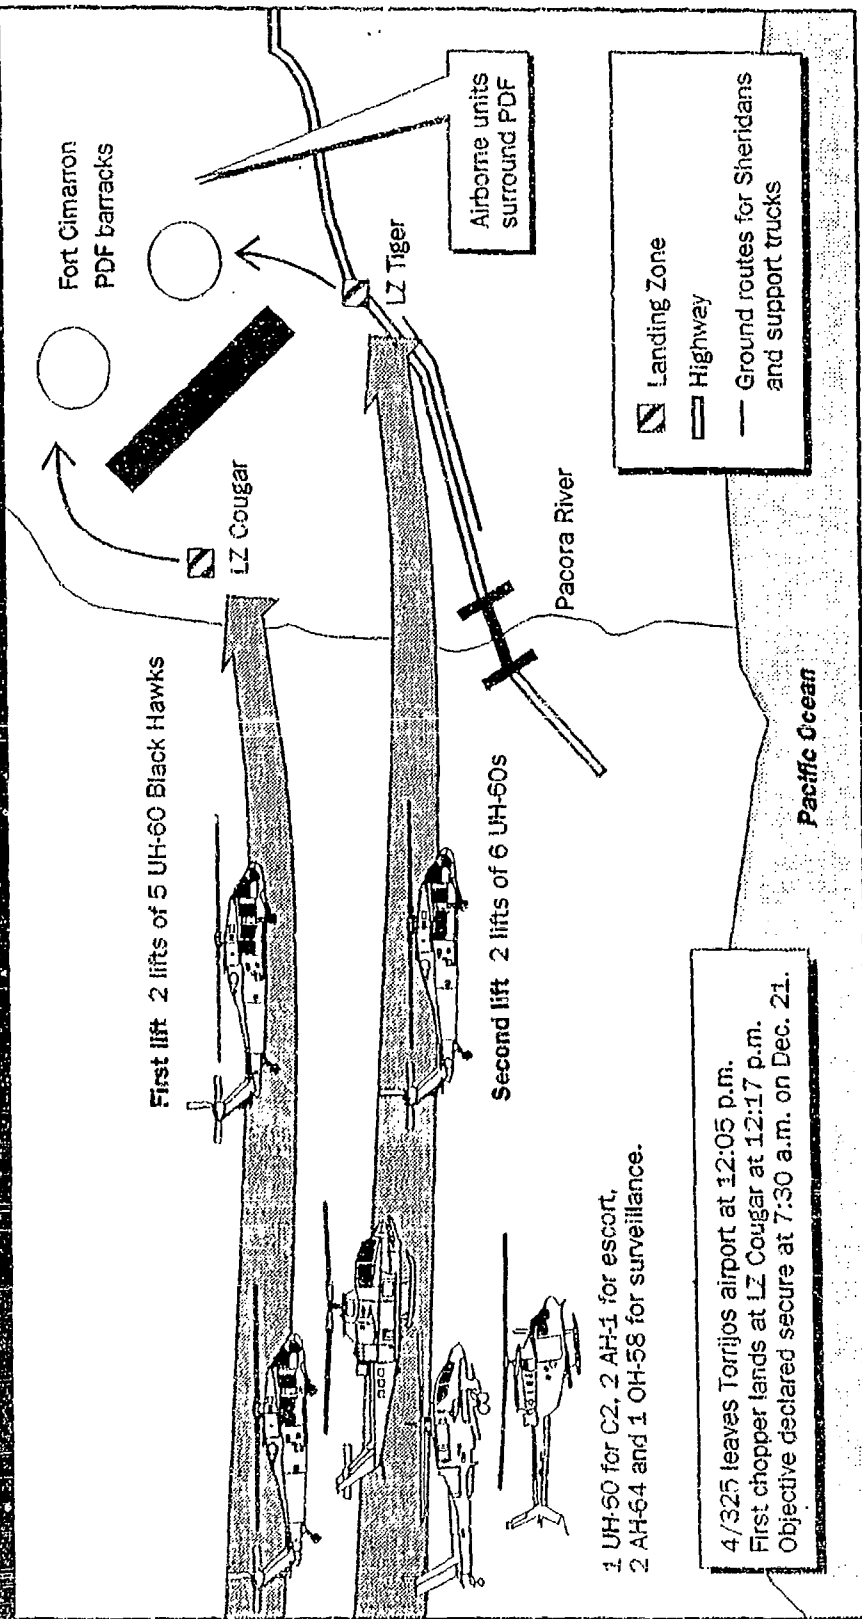 First lift 2 lifts of 5 UH-60 Black Hawks
Fort Cimarron
PDF barracks
LZ Cougar
LZ Tiger
Airborne units
surround PDF
Second lift 2 lifts of 6 UH-60s
Pacora River
1 UH-60 for C2, 2 AH-1 for escort,
2 AH-64 and 1 OH-58 for surveillance.
4/325 leaves Torrijos airport at 12:05 p.m.
First chopper lands at LZ Cougar at 12:17 p.m.
Objective declared secure at 7:30 a.m. on Dec. 21.
Pacific Ocean
Landing Zone
Highway
Ground routes for Sheridans
and support trucks